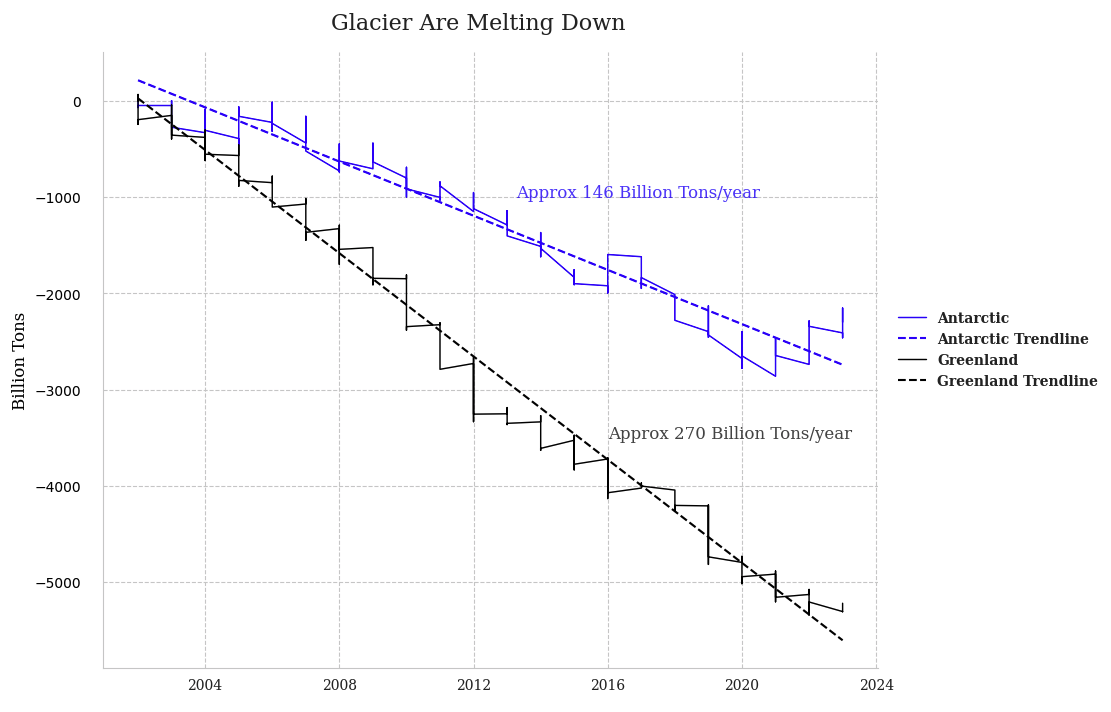 Glacier Are Melting Down
Billion Tons
0
−1000
−2000
−3000
−4000
−5000
Approx 146 Billion Tons/year
Approx 270 Billion Tons/year
2004
2008
2012
2016
2020
2024
Antarctic
Antarctic Trendline
Greenland
Greenland Trendline